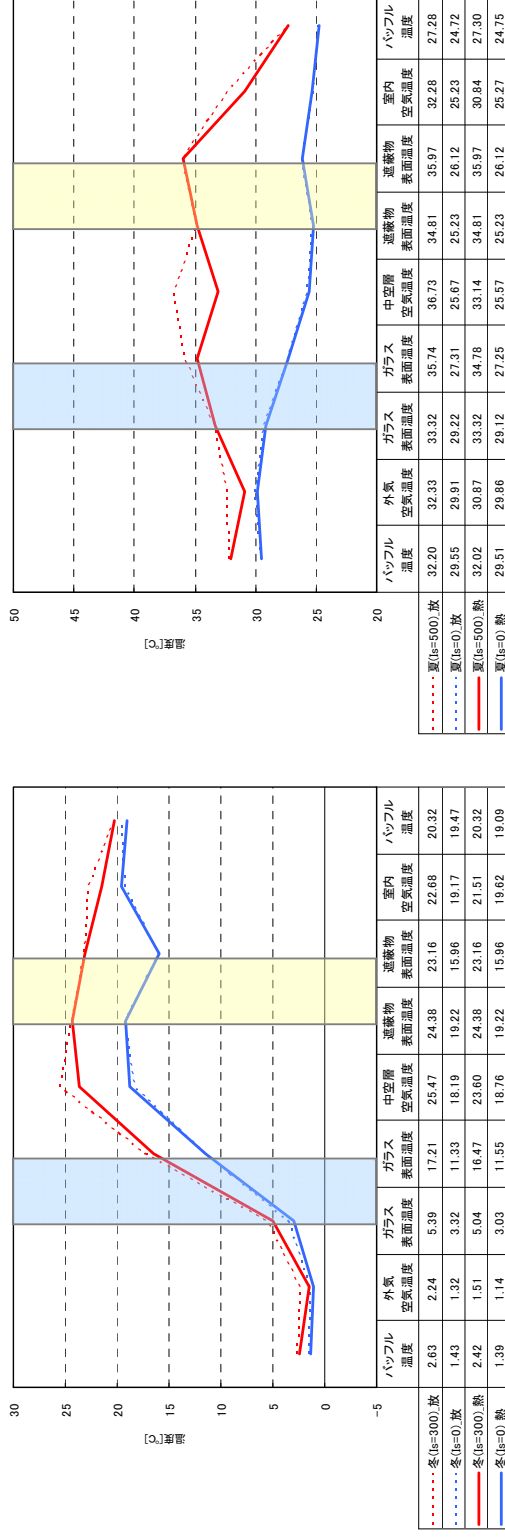 30
25
20
15
10
5
0
-5
温度[℃]
バッフル 温度
外気 空気温度
ガラス 表面温度
ガラス 表面温度
中空層 空気温度
遮蔽物 表面温度
遮蔽物 表面温度
室内 空気温度
バッフル 温度
冬(Is=300)_放 2.63 2.24 5.39 17.21 25.47 24.38 23.16 22.68 20.32
冬(Is=0)_放 1.43 1.32 3.32 11.33 18.19 19.22 15.96 19.17 19.47
冬(Is=300)_熱 2.42 1.51 5.04 16.47 23.60 24.38 23.16 21.51 20.32
冬(Is=0)_熱 1.39 1.14 3.03 11.55 18.76 19.22 15.96 19.62 19.09
50
45
40
35
30
25
20
温度[℃]
バッフル 温度
外気 空気温度
ガラス 表面温度
ガラス 表面温度
中空層 空気温度
遮蔽物 表面温度
遮蔽物 表面温度
室内 空気温度
バッフル 温度
夏(Is=500)_放 32.20 32.33 33.32 35.74 36.73 34.81 35.97 32.28 27.28
夏(Is=0)_放 29.55 29.91 29.22 27.31 25.67 25.23 26.12 25.23 24.72
夏(Is=500)_熱 32.02 30.87 33.32 34.78 33.14 34.81 35.97 30.84 27.30
夏(Is=0)_熱 29.51 29.86 29.12 27.25 25.57 25.23 26.12 25.27 24.75